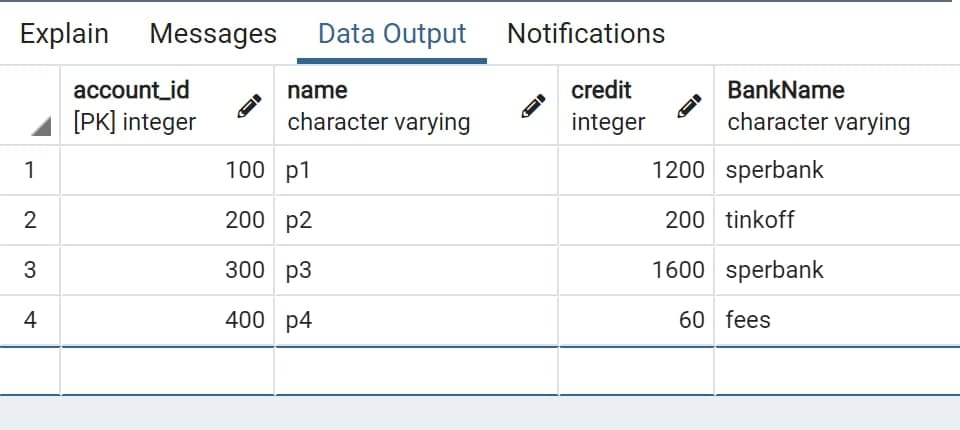 Explain Messages Data Output Notifications
account_id name credit BankName
[PK] integer character varying integer character varying
1 100 p1 1200 sperbank
2 200 p2 200 tinkoff
3 300 p3 1600 sperbank
4 400 p4 60 fees